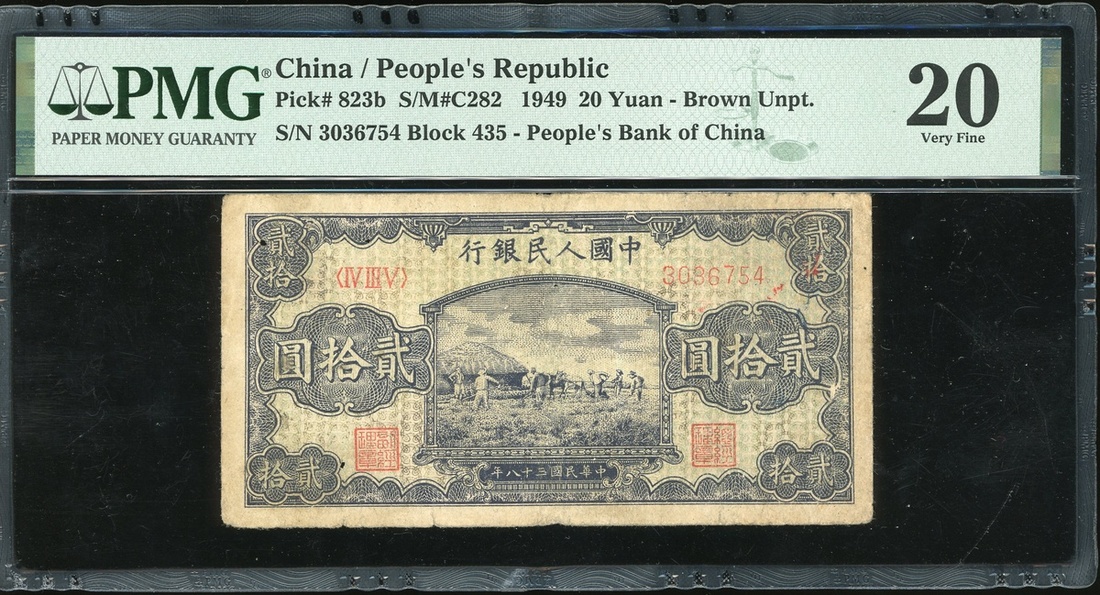 PMG®
PAPER MONEY GUARANTY
China / People's Republic
Pick# 823b S/M#C282 1949 20 Yuan - Brown Unpt.
S/N 3036754 Block 435 - People's Bank of China
20
Very Fine
行銀民人國中
貳拾
貳拾
〈IV III V〉
3036754
圓拾貳
圓拾貳
拾貳
拾貳
年八十三國民華中